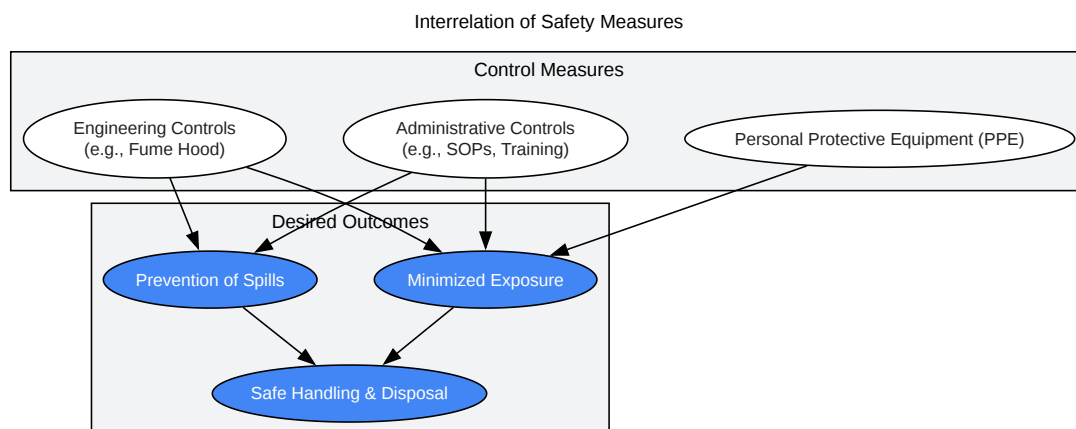 Interrelation of Safety Measures
Control Measures
Engineering Controls
(e.g., Fume Hood)
Administrative Controls
(e.g., SOPs, Training)
Personal Protective Equipment (PPE)
Desired Outcomes
Prevention of Spills
Minimized Exposure
Safe Handling & Disposal